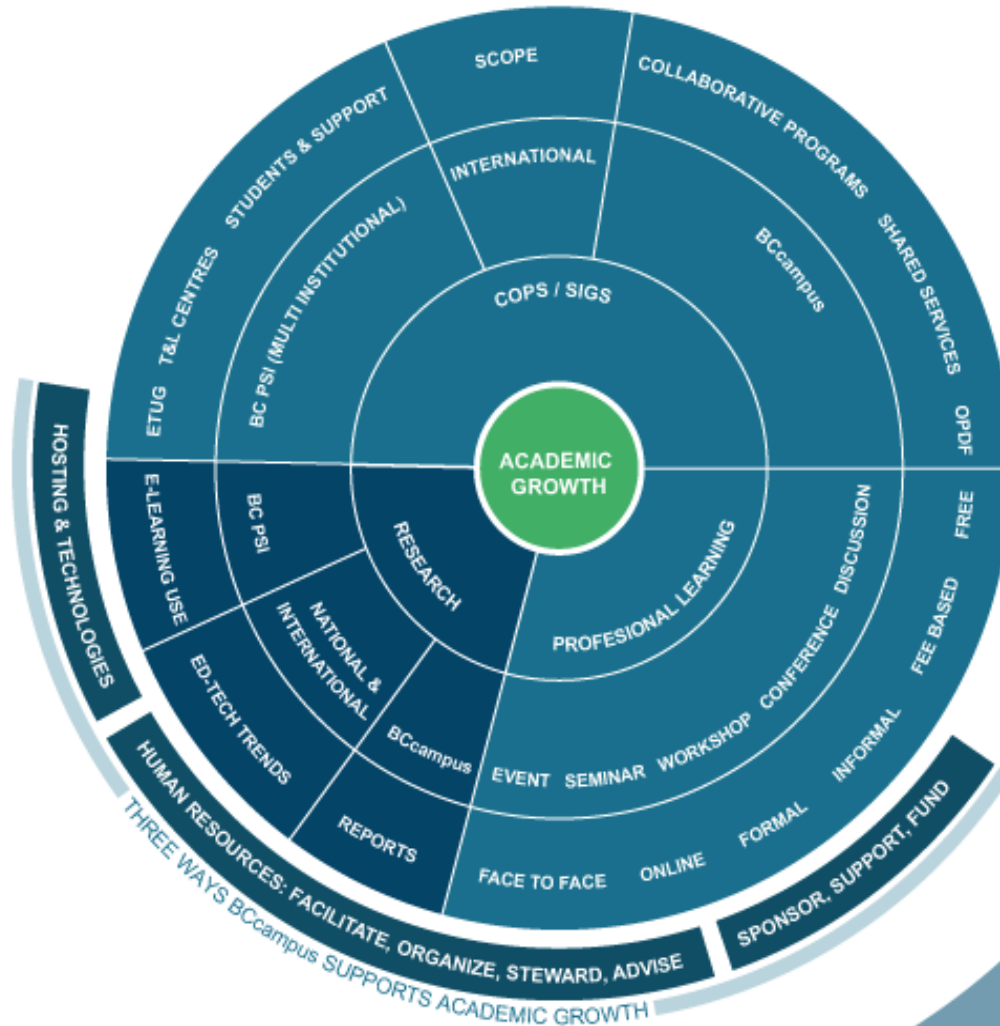 SCOPE
INTERNATIONAL
COPS / SIGS
COLLABORATIVE PROGRAMS SHARED SERVICES OPDF
BCcampus
ETUG T&L CENTRES STUDENTS & SUPPORT
BC PSI (MULTI INSTITUTIONAL)
ACADEMIC
GROWTH
RESEARCH
BC PSI
E-LEARNING USE
NATIONAL &
INTERNATIONAL
ED-TECH TRENDS
BCcampus
REPORTS
PROFESIONAL LEARNING
EVENT SEMINAR WORKSHOP CONFERENCE DISCUSSION
FACE TO FACE ONLINE FORMAL INFORMAL FEE BASED FREE
HOSTING & TECHNOLOGIES
HUMAN RESOURCES: FACILITATE, ORGANIZE, STEWARD, ADVISE
SPONSOR, SUPPORT, FUND
THREE WAYS BCcampus SUPPORTS ACADEMIC GROWTH